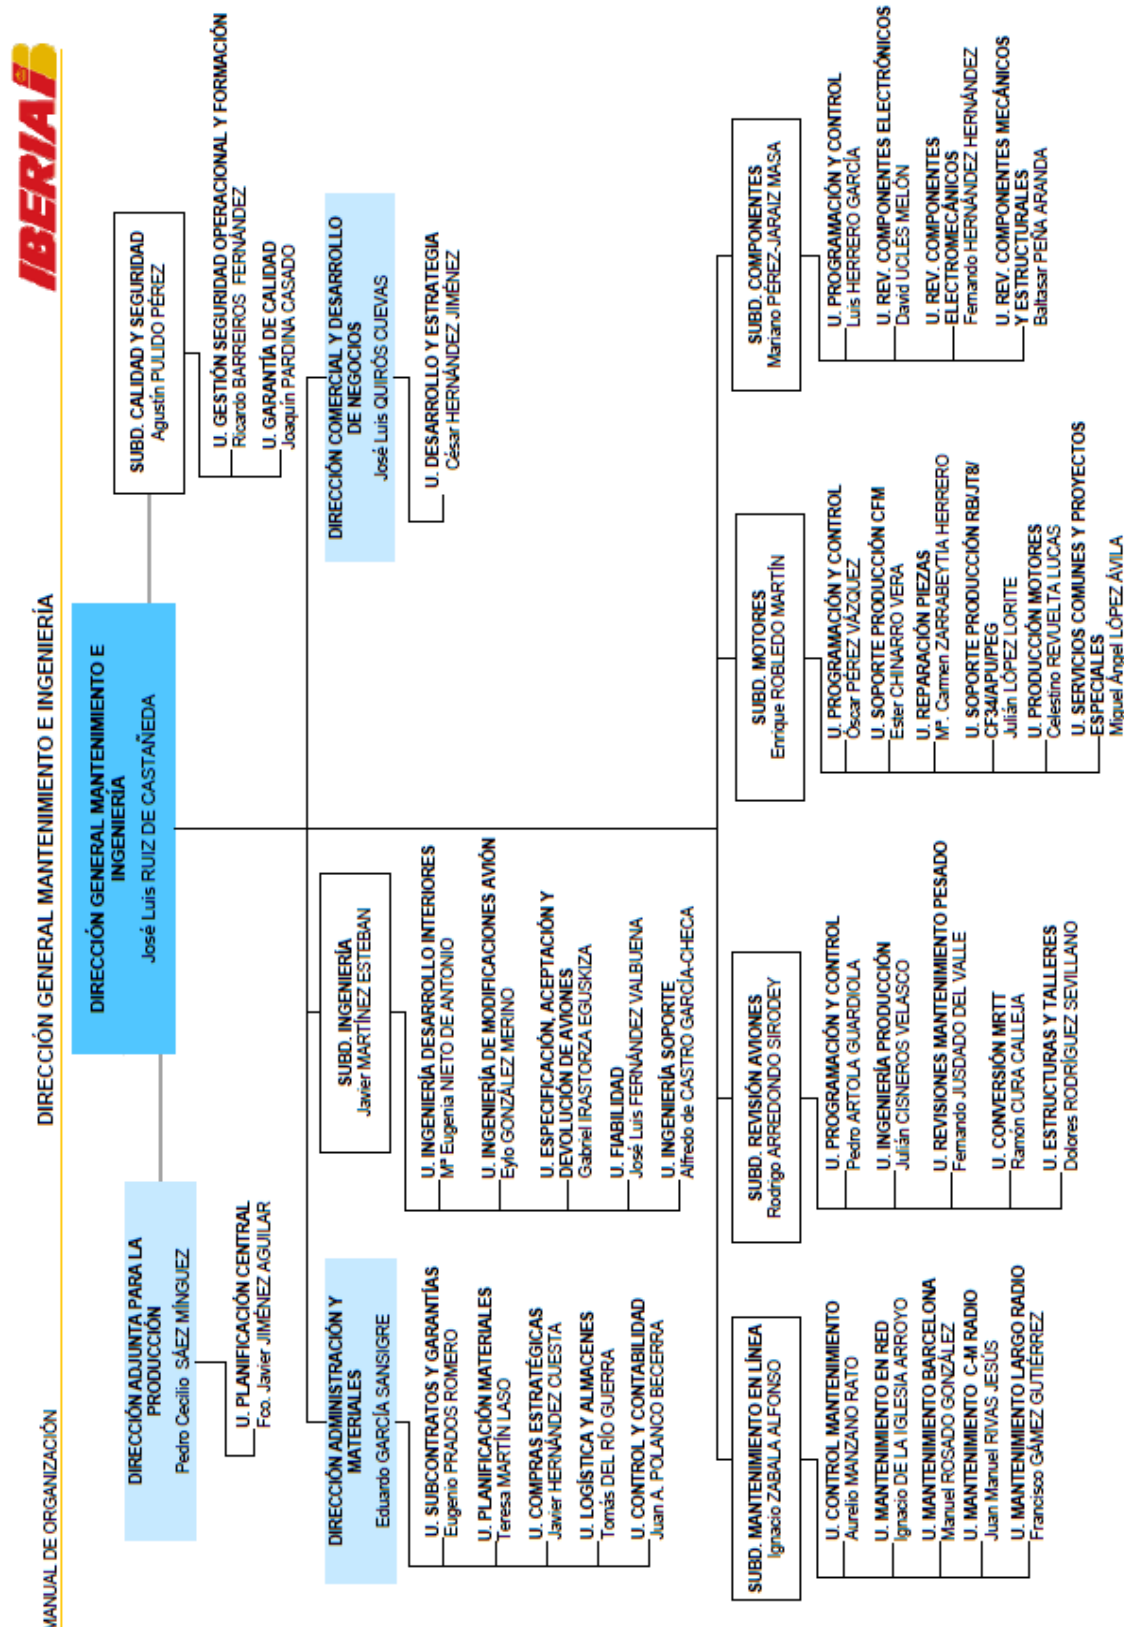 MANUAL DE ORGANIZACIÓN
DIRECCIÓN GENERAL MANTENIMIENTO E INGENIERÍA
IBERIA
DIRECCIÓN GENERAL MANTENIMIENTO E
INGENIERÍA
José Luis RUIZ DE CASTAÑEDA
DIRECCIÓN ADJUNTA PARA LA
PRODUCCIÓN
Pedro Cecilio SÁEZ MÍNGUEZ
U. PLANIFICACIÓN CENTRAL
Fco. Javier JIMÉNEZ AGUILAR
SUBD. CALIDAD Y SEGURIDAD
Agustín PULIDO PÉREZ
U. GESTIÓN SEGURIDAD OPERACIONAL Y FORMACIÓN
Ricardo BARREIROS FERNÁNDEZ
U. GARANTÍA DE CALIDAD
Joaquín PARDINA CASADO
DIRECCIÓN ADMINISTRACIÓN Y
MATERIALES
Eduardo GARCÍA SANSIGRE
U. SUBCONTRATOS Y GARANTÍAS
Eugenio PRADOS ROMERO
U. PLANIFICACIÓN MATERIALES
Teresa MARTÍN LASO
U. COMPRAS ESTRATÉGICAS
Javier HERNÁNDEZ CUESTA
U. LOGÍSTICA Y ALMACENES
Tomás DEL RÍO GUERRA
U. CONTROL Y CONTABILIDAD
Juan A. POLANCO BECERRA
SUBD. INGENIERÍA
Javier MARTÍNEZ ESTEBAN
U. INGENIERÍA DESARROLLO INTERIORES
Mª Eugenia NIETO DE ANTONIO
U. INGENIERÍA DE MODIFICACIONES AVIÓN
Eylo GONZÁLEZ MERINO
U. ESPECIFICACIÓN, ACEPTACIÓN Y
DEVOLUCIÓN DE AVIONES
Gabriel IRASTORZA EGUSKIZA
U. FIABILIDAD
José Luis FERNÁNDEZ VALBUENA
U. INGENIERÍA SOPORTE
Alfredo de CASTRO GARCÍA-CHECA
DIRECCIÓN COMERCIAL Y DESARROLLO
DE NEGOCIOS
José Luis QUIRÓS CUEVAS
U. DESARROLLO Y ESTRATEGIA
César HERNÁNDEZ JIMÉNEZ
SUBD. MANTENIMIENTO EN LÍNEA
Ignacio ZABALA ALFONSO
U. CONTROL MANTENIMIENTO
Aurelio MANZANO RATO
U. MANTENIMIENTO EN RED
Ignacio DE LA IGLESIA ARROYO
U. MANTENIMIENTO BARCELONA
Manuel ROSADO GONZÁLEZ
U. MANTENIMIENTO C-M RADIO
Juan Manuel RIVAS JESÚS
U. MANTENIMIENTO LARGO RADIO
Francisco GÁMEZ GUTIÉRREZ
SUBD. REVISIÓN AVIONES
Rodrigo ARREDONDO SIRODEY
U. PROGRAMACIÓN Y CONTROL
Pedro ARTOLA GUARDIOLA
U. INGENIERÍA PRODUCCIÓN
Julián CISNEROS VELASCO
U. REVISIONES MANTENIMIENTO PESADO
Fernando JUSDADO DEL VALLE
U. CONVERSIÓN MRTT
Ramón CURA CALLEJA
U. ESTRUCTURAS Y TALLERES
Dolores RODRÍGUEZ SEVILLANO
SUBD. MOTORES
Enrique ROBLEDO MARTÍN
U. PROGRAMACIÓN Y CONTROL
Óscar PÉREZ VÁZQUEZ
U. SOPORTE PRODUCCIÓN CFM
Ester CHINARRO VERA
U. REPARACIÓN PIEZAS
Mª. Carmen ZARRABEYTIA HERRERO
U. SOPORTE PRODUCCIÓN RB/JT8/
CF34/APU/PEG
Julián LÓPEZ LORITE
U. PRODUCCIÓN MOTORES
Celestino REVUELTA LUCAS
U. SERVICIOS COMUNES Y PROYECTOS
ESPECIALES
Miguel Ángel LÓPEZ ÁVILA
SUBD. COMPONENTES
Mariano PÉREZ-JARAIZ MASA
U. PROGRAMACIÓN Y CONTROL
Luis HERRERO GARCÍA
U. REV. COMPONENTES ELECTRÓNICOS
David UCLÉS MELÓN
U. REV. COMPONENTES
ELECTROMECÁNICOS
Fernando HERNÁNDEZ HERNÁNDEZ
U. REV. COMPONENTES MECÁNICOS
Y ESTRUCTURALES
Baltasar PEÑA ARANDA